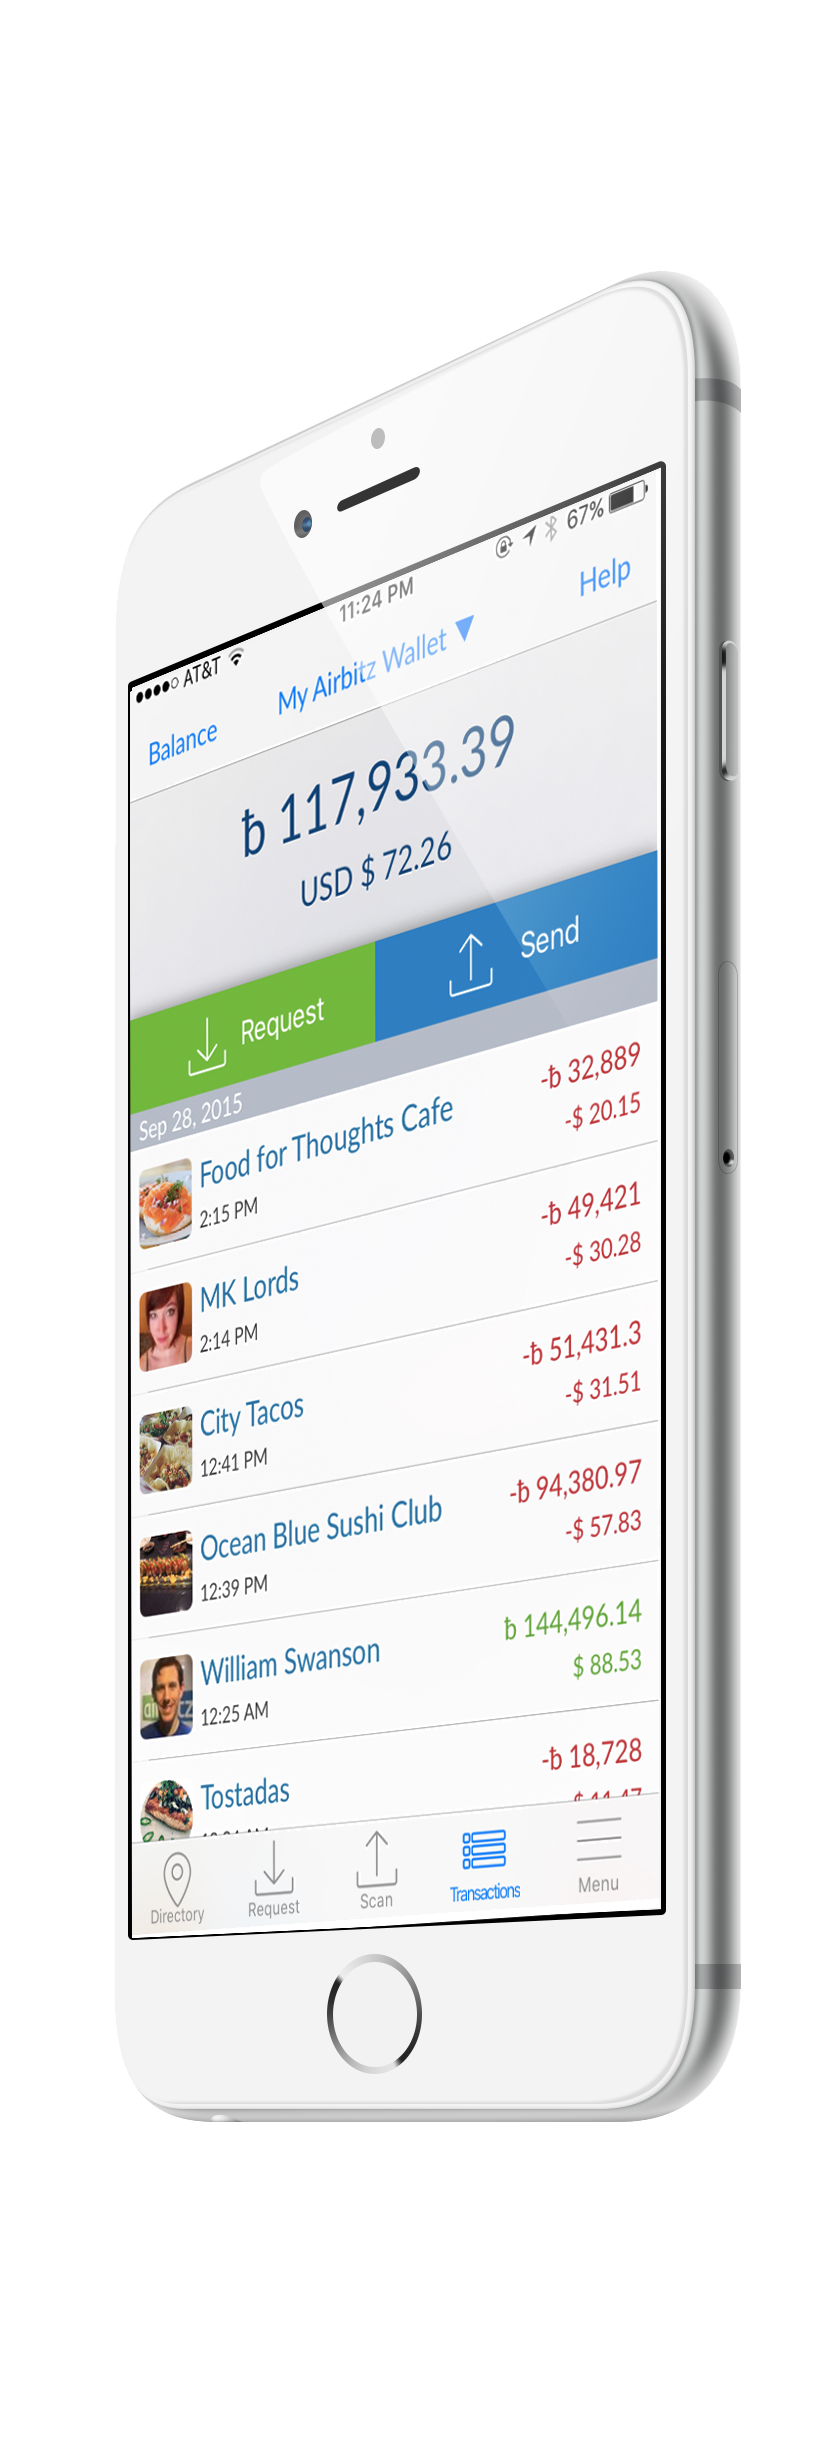 AT&T 11:24 PM 67%
Balance My Airbitz Wallet ▼ Help
ƀ 117,933.39
USD $ 72.26
Request Send
Sep 28, 2015
Food for Thoughts Cafe -ƀ 32,889
2:15 PM -$ 20.15
MK Lords -ƀ 49,421
2:14 PM -$ 30.28
City Tacos -ƀ 51,431.3
12:41 PM -$ 31.51
Ocean Blue Sushi Club -ƀ 94,380.97
12:39 PM -$ 57.83
William Swanson ƀ 144,496.14
12:25 AM $ 88.53
Tostadas -ƀ 18,728
Directory Request Scan Transactions Menu